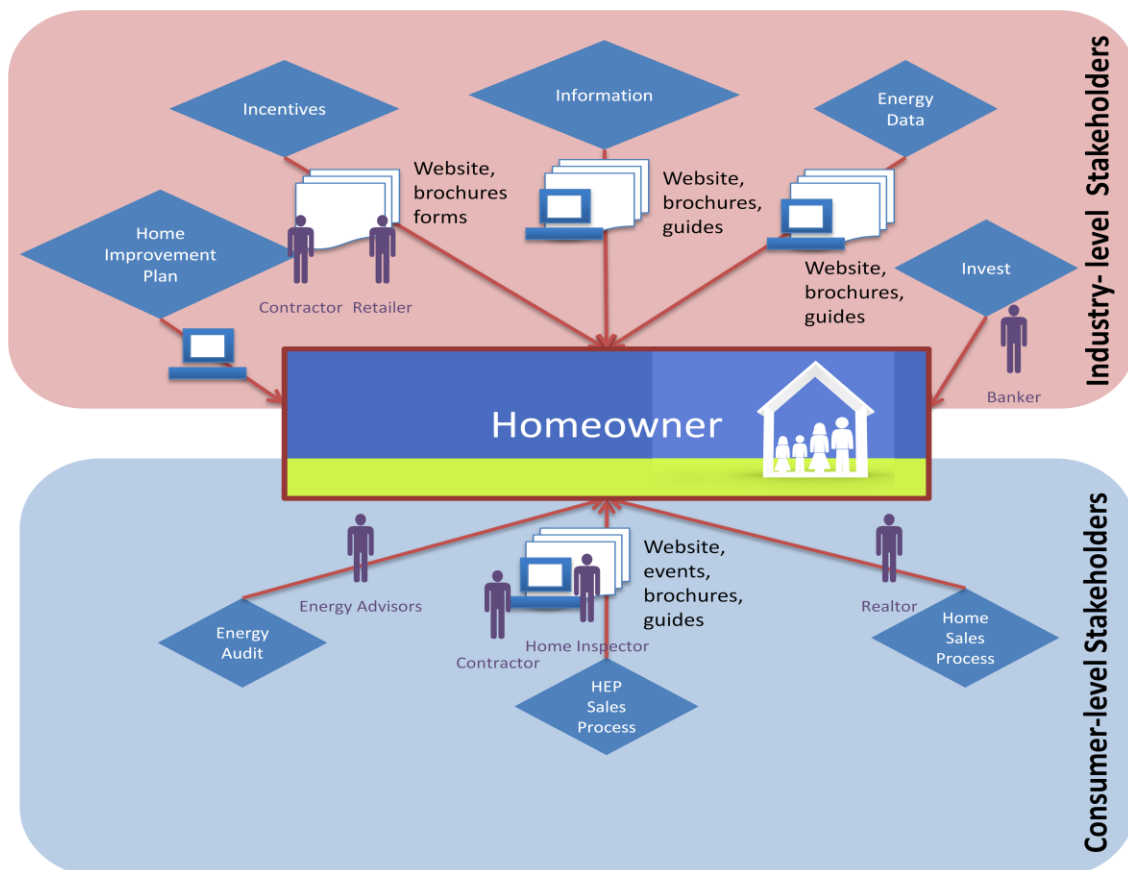 Industry- level Stakeholders
Incentives
Information
Energy
Data
Website,
brochures
forms
Website,
brochures,
guides
Home
Improvement
Plan
Website,
brochures,
guides
Invest
Contractor
Retailer
Banker
Homeowner
Consumer-level Stakeholders
Energy Advisors
Website,
events,
brochures,
guides
Realtor
Energy
Audit
Home Inspector
Contractor
Home
Sales
Process
HEP
Sales
Process